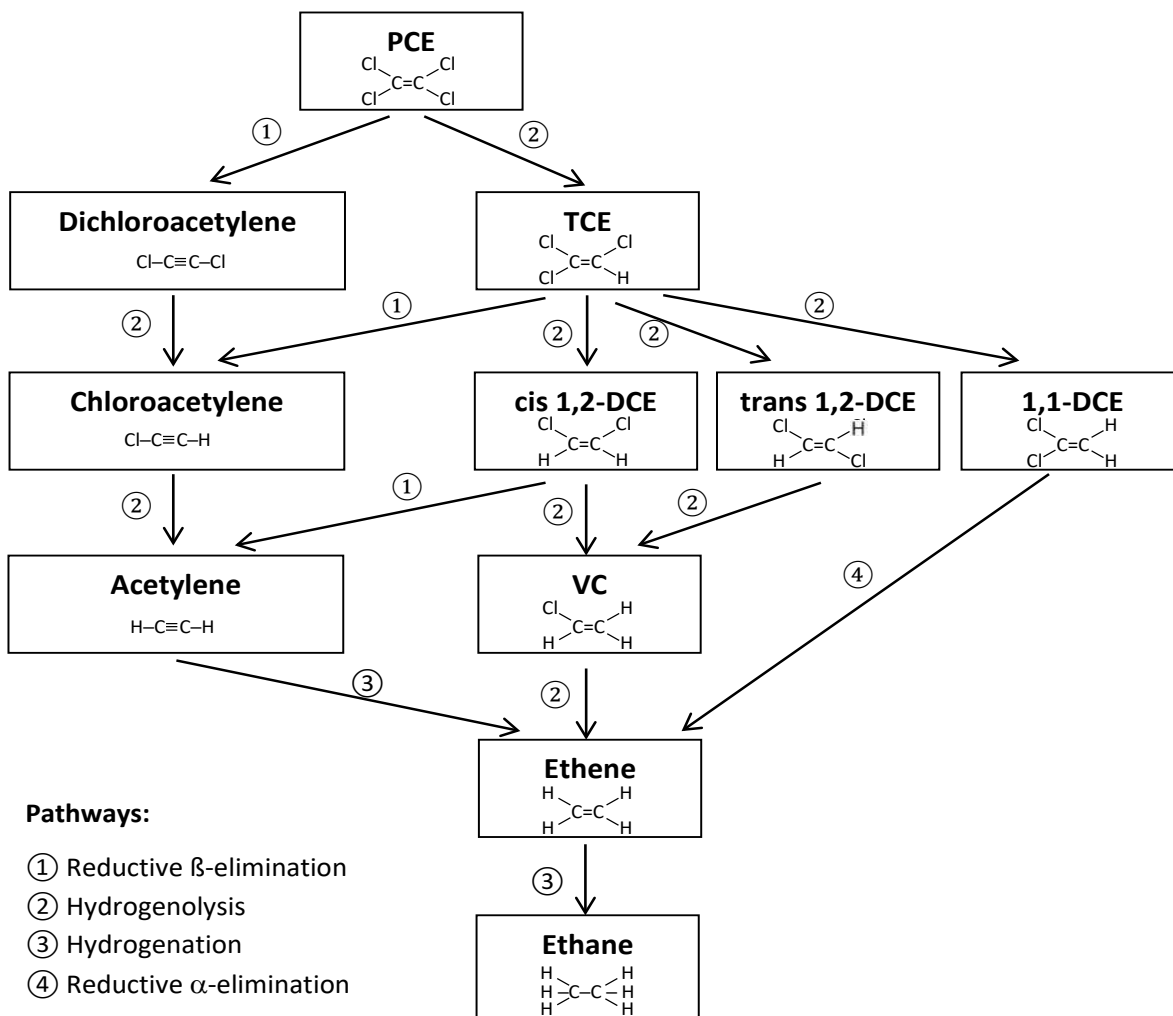 PCE
Cl Cl
C=C
Cl Cl
① ②
Dichloroacetylene
Cl–C≡C–Cl
TCE
Cl Cl
C=C
Cl H
② ① ② ② ②
Chloroacetylene
Cl–C≡C–H
cis 1,2-DCE
Cl Cl
C=C
H H
trans 1,2-DCE
Cl H
C=C
H Cl
1,1-DCE
Cl H
C=C
Cl H
② ① ② ② ④
Acetylene
H–C≡C–H
VC
Cl H
C=C
H H
③ ②
Ethene
H H
C=C
H H
③
Ethane
H H
H–C–C–H
H H
Pathways:
① Reductive ß-elimination
② Hydrogenolysis
③ Hydrogenation
④ Reductive α-elimination